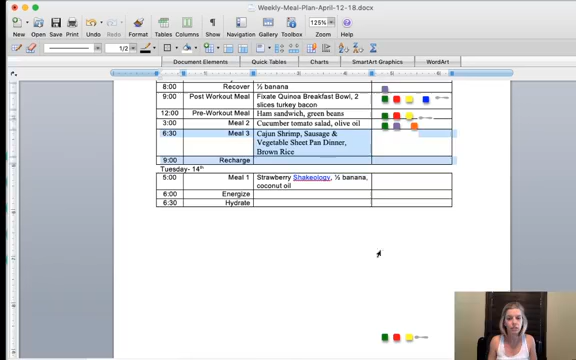 Weekly-Meal-Plan-April-12-18.docx
125%
New Open Save Print Undo Format Tables Columns Show Navigation Gallery Toolbox Zoom Help
1/2
Document Elements Quick Tables Charts SmartArt Graphics WordArt
8:00 Recover ½ banana
9:00 Post Workout Meal Fixate Quinoa Breakfast Bowl, 2
slices turkey bacon
12:00 Pre-Workout Meal Ham sandwich, green beans
3:00 Meal 2 Cucumber tomato salad, olive oil
6:30 Meal 3 Cajun Shrimp, Sausage &
Vegetable Sheet Pan Dinner,
Brown Rice
9:00 Recharge
Tuesday- 14th
5:00 Meal 1 Strawberry Shakeology, ½ banana,
coconut oil
6:00 Energize
6:30 Hydrate